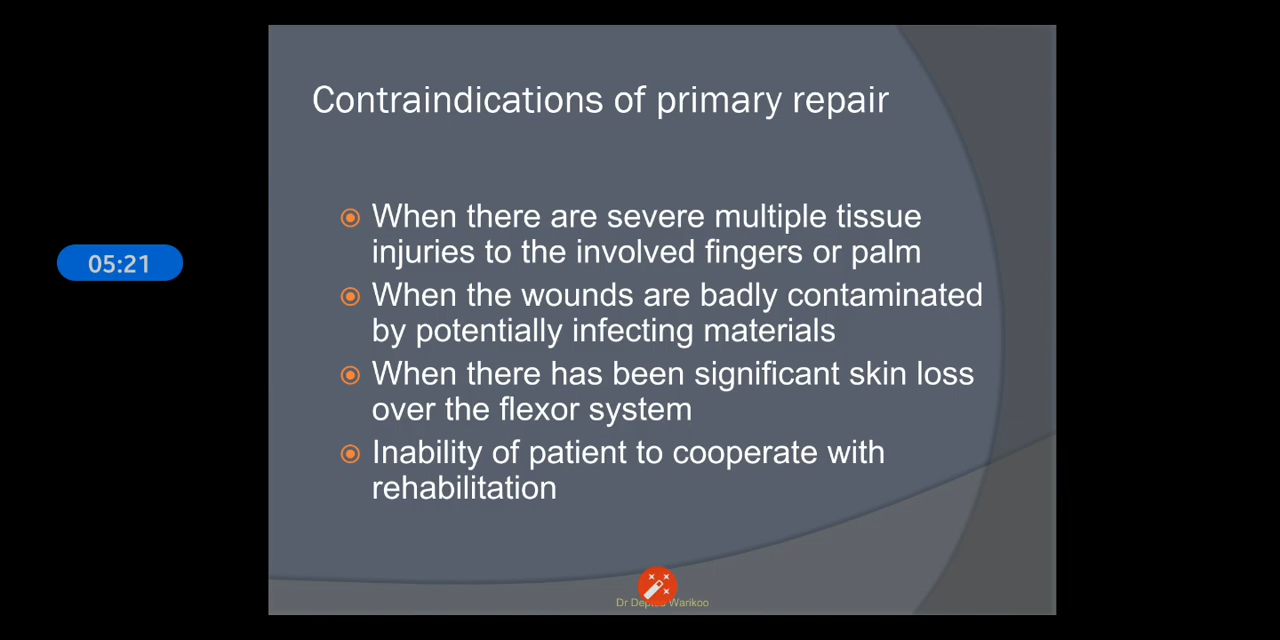 Contraindications of primary repair
When there are severe multiple tissue
injuries to the involved fingers or palm
When the wounds are badly contaminated
by potentially infecting materials
05:21
When there has been significant skin loss
over the flexor system
Inability of patient to cooperate with
rehabilitation
Dr Warikoo